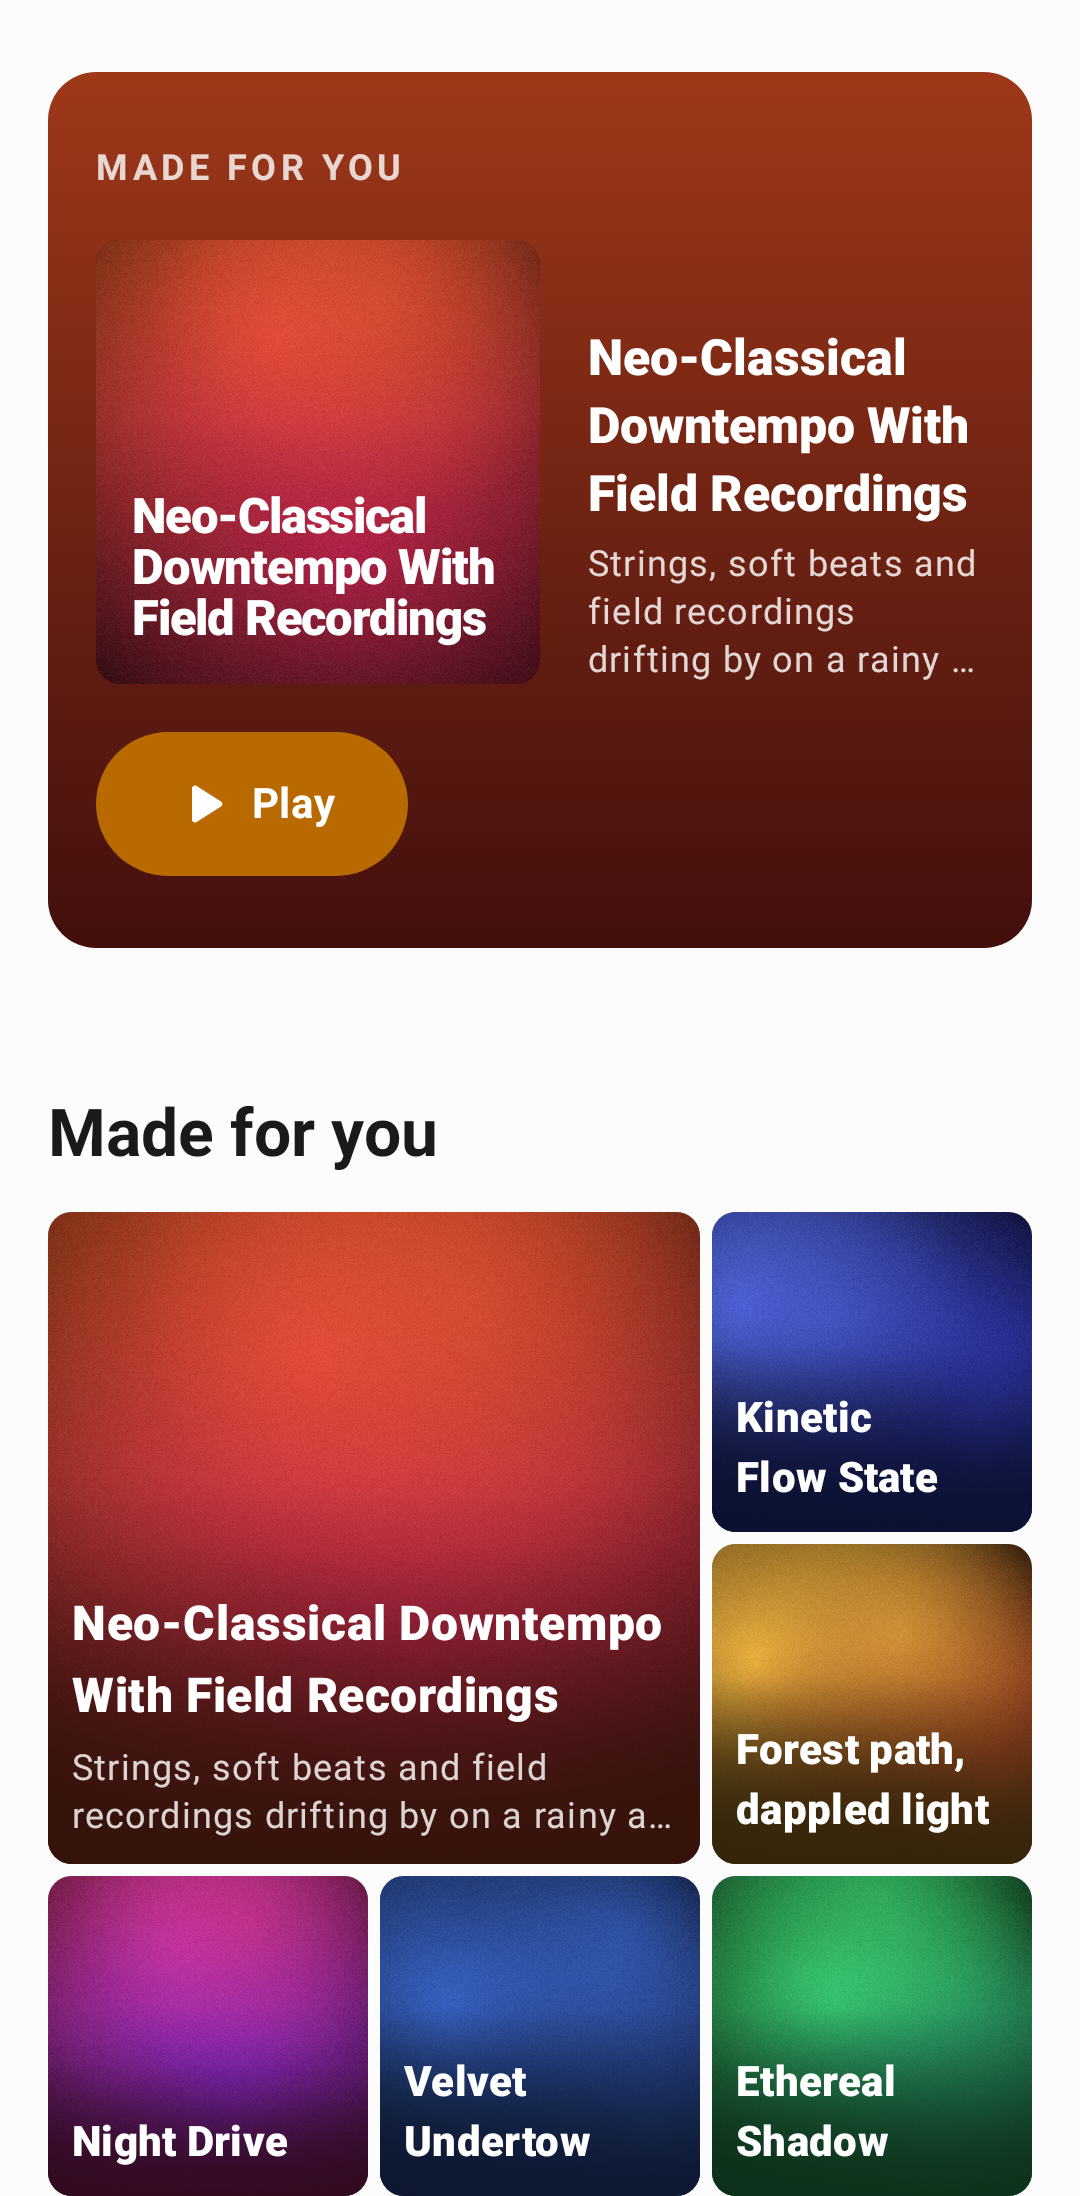 MADE FOR YOU
Neo-Classical
Downtempo With
Field Recordings
Neo-Classical
Downtempo With
Field Recordings
Strings, soft beats and
field recordings
drifting by on a rainy …
Play
Made for you
Neo-Classical Downtempo
With Field Recordings
Strings, soft beats and field
recordings drifting by on a rainy a…
Kinetic
Flow State
Forest path,
dappled light
Night Drive
Velvet
Undertow
Ethereal
Shadow